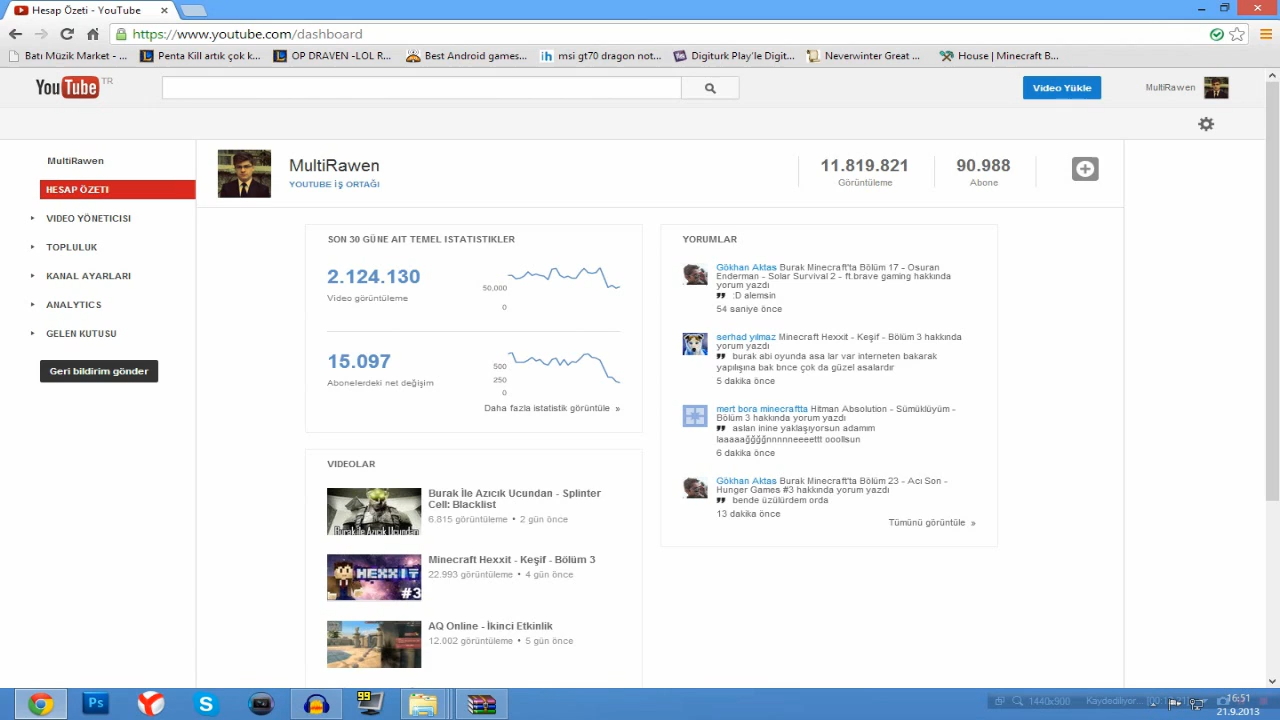 Hesap Özeti - YouTube
https://www.youtube.com/dashboard
Batı Müzik Market - ...
Penta Kill artık çok k...
OP DRAVEN -LOL R...
Best Android games...
msi gt70 dragon not...
Digiturk Play'le Digit...
Neverwinter Great ...
House | Minecraft B...
YouTube TR
Video Yükle
MultiRawen
MultiRawen
HESAP ÖZETİ
VIDEO YÖNETICISI
TOPLULUK
KANAL AYARLARI
ANALYTICS
GELEN KUTUSU
Geri bildirim gönder
MultiRawen
YOUTUBE İŞ ORTAĞI
11.819.821
Görüntüleme
90.988
Abone
SON 30 GÜNE AIT TEMEL ISTATISTIKLER
2.124.130
Video görüntüleme
50,000
0
15.097
Abonelerdeki net değişim
500
250
0
Daha fazla istatistik görüntüle »
VIDEOLAR
Burak İle Azıcık Ucundan
Burak İle Azıcık Ucundan - Splinter
Cell: Blacklist
6.815 görüntüleme • 2 gün önce
HEXXIT
#3
Minecraft Hexxit - Keşif - Bölüm 3
22.993 görüntüleme • 4 gün önce
AQ Online - İkinci Etkinlik
12.002 görüntüleme • 5 gün önce
YORUMLAR
Gökhan Aktas Burak Minecraft'ta Bölüm 17 - Osuran
Enderman - Solar Survival 2 - ft.brave gaming hakkında
yorum yazdı
:D alemsin
54 saniye önce
serhad yılmaz Minecraft Hexxit - Keşif - Bölüm 3 hakkında
yorum yazdı
burak abi oyunda asa lar var interneten bakarak
yapılışına bak bnce çok da güzel asalardır
5 dakika önce
mert bora minecraftta Hitman Absolution - Sümüklüyüm -
Bölüm 3 hakkında yorum yazdı
aslan inine yaklaşıyorsun adamım
laaaaağğğğnnnnneeeettt ooollsun
6 dakika önce
Gökhan Aktas Burak Minecraft'ta Bölüm 23 - Acı Son -
Hunger Games #3 hakkında yorum yazdı
bende üzülürdem orda
13 dakika önce
Tümünü görüntüle »
Ps
99
1440x900
Kaydediliyor...
16:51
21.9.2013